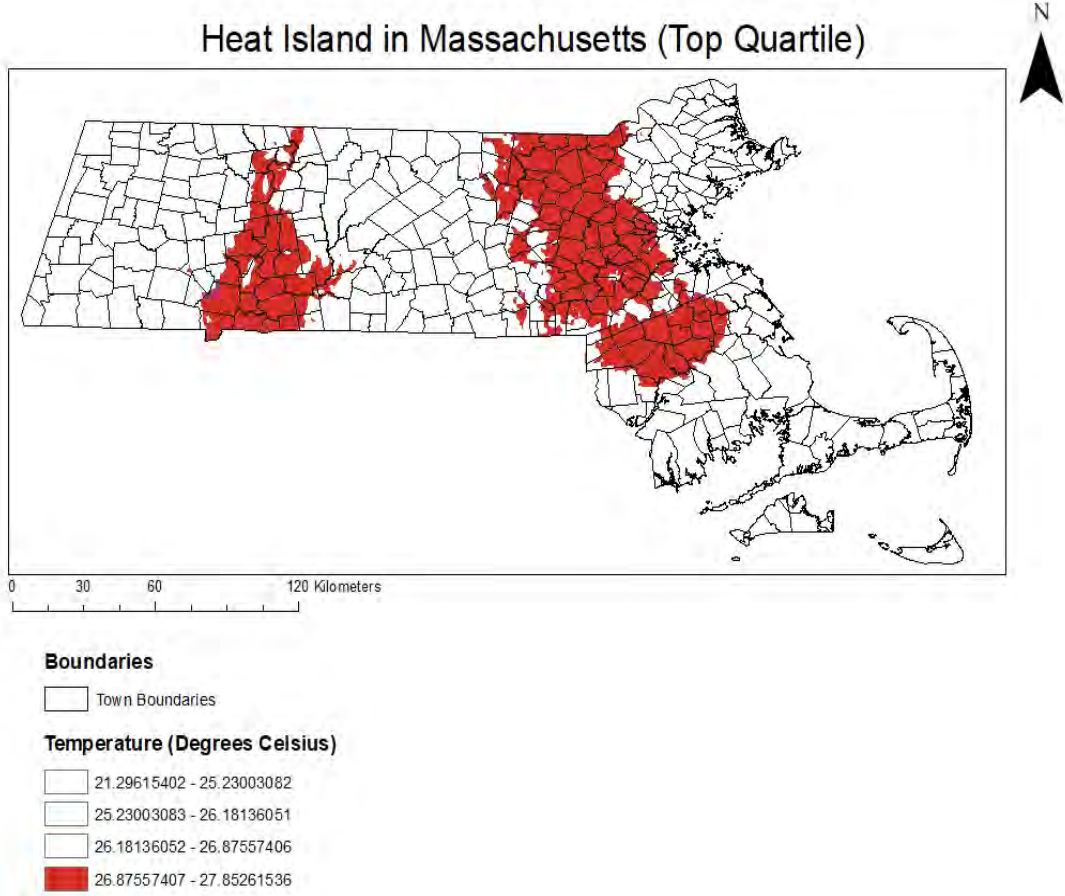 N
Heat Island in Massachusetts (Top Quartile)
0 30 60 120 Kilometers
Boundaries
Town Boundaries
Temperature (Degrees Celsius)
21.29615402 - 25.23003082
25.23003083 - 26.18136051
26.18136052 - 26.87557406
26.87557407 - 27.85261536